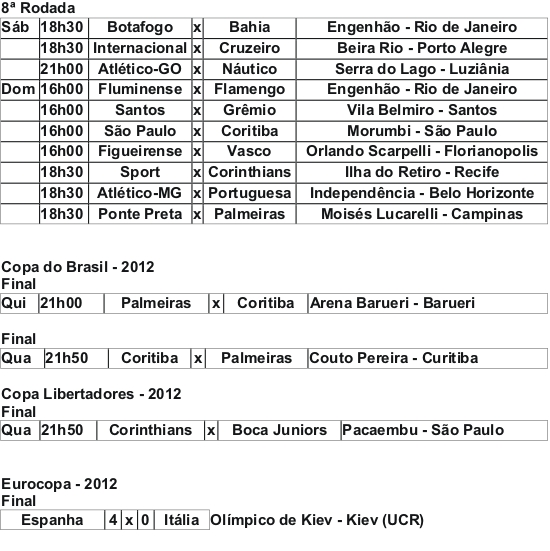 8ª Rodada
Sáb 18h30 Botafogo x Bahia Engenhão - Rio de Janeiro
18h30 Internacional x Cruzeiro Beira Rio - Porto Alegre
21h00 Atlético-GO x Náutico Serra do Lago - Luziânia
Dom 16h00 Fluminense x Flamengo Engenhão - Rio de Janeiro
16h00 Santos x Grêmio Vila Belmiro - Santos
16h00 São Paulo x Coritiba Morumbi - São Paulo
16h00 Figueirense x Vasco Orlando Scarpelli - Florianopolis
18h30 Sport x Corinthians Ilha do Retiro - Recife
18h30 Atlético-MG x Portuguesa Independência - Belo Horizonte
18h30 Ponte Preta x Palmeiras Moisés Lucarelli - Campinas
Copa do Brasil - 2012
Final
Qui 21h00 Palmeiras x Coritiba Arena Barueri - Barueri
Final
Qua 21h50 Coritiba x Palmeiras Couto Pereira - Curitiba
Copa Libertadores - 2012
Final
Qua 21h50 Corinthians x Boca Juniors Pacaembu - São Paulo
Eurocopa - 2012
Final
Espanha 4 x 0 Itália Olímpico de Kiev - Kiev (UCR)